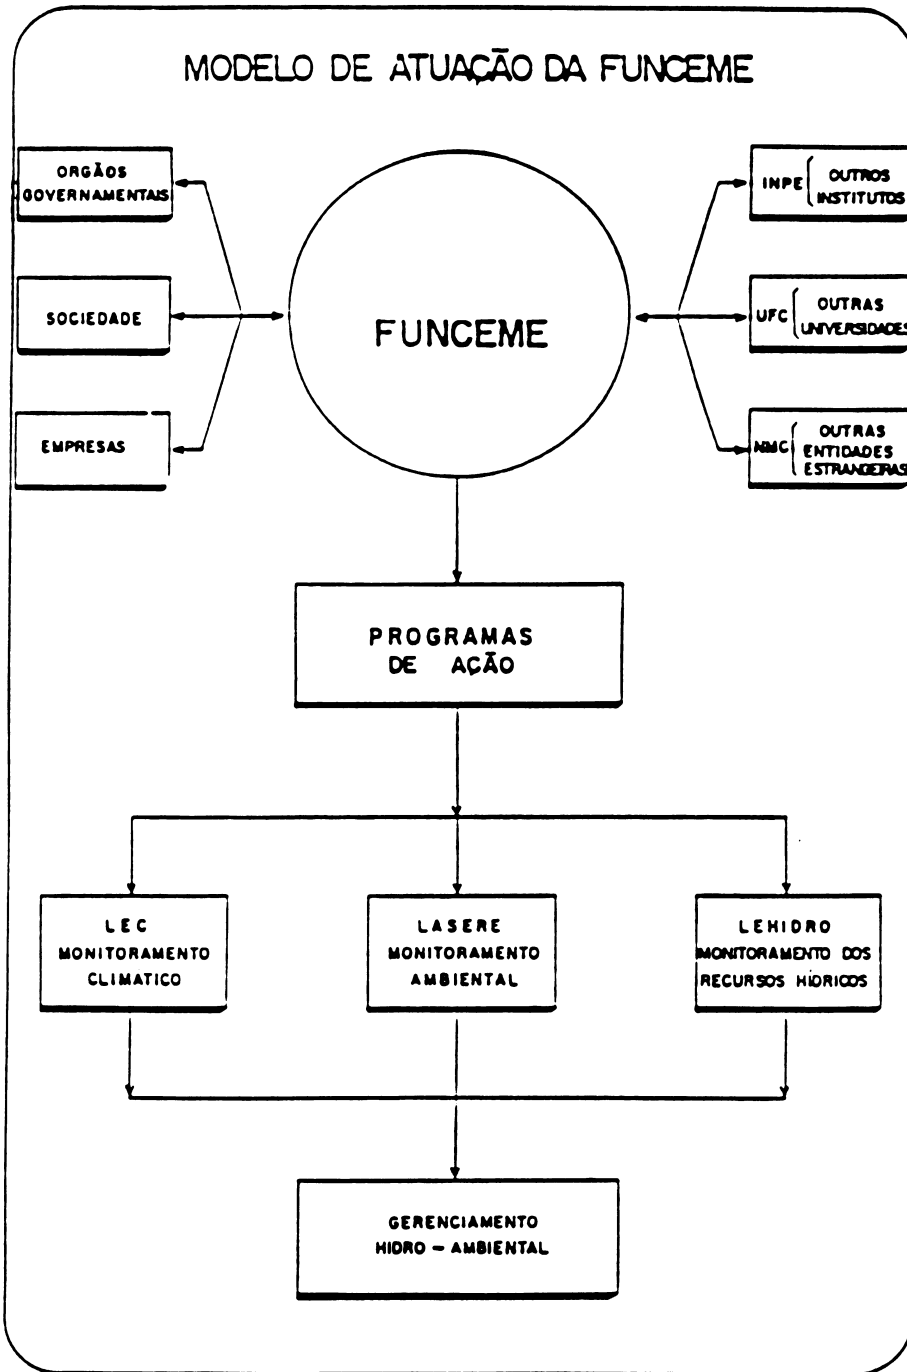 MODELO DE ATUAÇÃO DA FUNCEME
ORGÃOS
GOVERNAMENTAIS
SOCIEDADE
EMPRESAS
FUNCEME
INPE
OUTROS
INSTITUTOS
UFC
OUTRAS
UNIVERSIDADES
NMC
OUTRAS
ENTIDADES
ESTRANGEIRAS
PROGRAMAS
DE AÇÃO
LEC
MONITORAMENTO
CLIMATICO
LASERE
MONITORAMENTO
AMBIENTAL
LEHIDRO
MONITORAMENTO DOS
RECURSOS HÍDRICOS
GERENCIAMENTO
HIDRO - AMBIENTAL